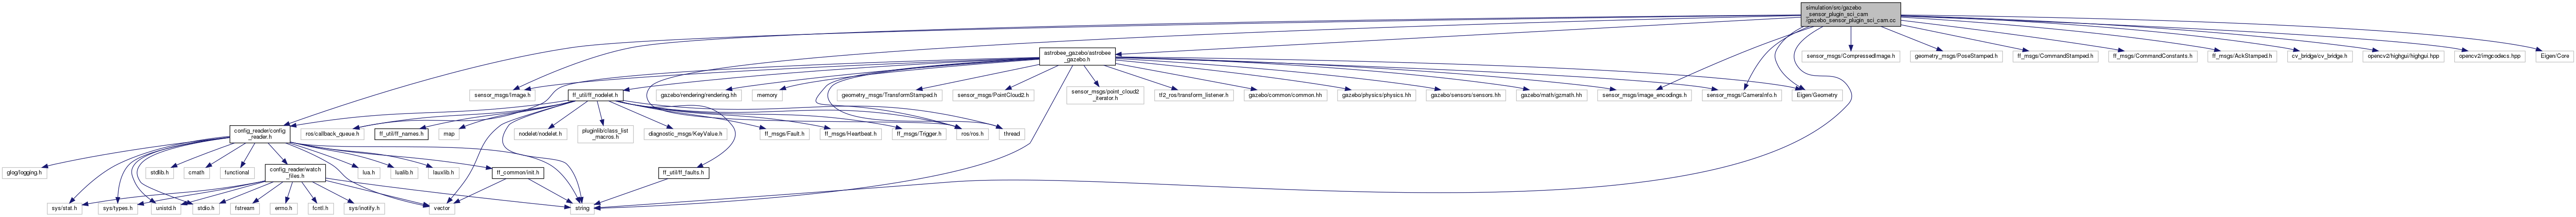 simulation/src/gazebo
_sensor_plugin_sci_cam
/gazebo_sensor_plugin_sci_cam.cc
astrobee_gazebo/astrobee
_gazebo.h
sensor_msgs/CompressedImage.h
geometry_msgs/PoseStamped.h
ff_msgs/CommandStamped.h
ff_msgs/CommandConstants.h
ff_msgs/AckStamped.h
cv_bridge/cv_bridge.h
opencv2/highgui/highgui.hpp
opencv2/imgcodecs.hpp
Eigen/Core
sensor_msgs/Image.h
ff_util/ff_nodelet.h
gazebo/rendering/rendering.hh
memory
geometry_msgs/TransformStamped.h
sensor_msgs/PointCloud2.h
sensor_msgs/point_cloud2
_iterator.h
tf2_ros/transform_listener.h
gazebo/common/common.hh
gazebo/physics/physics.hh
gazebo/sensors/sensors.hh
gazebo/math/gzmath.hh
sensor_msgs/image_encodings.h
sensor_msgs/CameraInfo.h
Eigen/Geometry
config_reader/config
_reader.h
ros/callback_queue.h
ff_util/ff_names.h
map
nodelet/nodelet.h
pluginlib/class_list
_macros.h
diagnostic_msgs/KeyValue.h
ff_msgs/Fault.h
ff_msgs/Heartbeat.h
ff_msgs/Trigger.h
ros/ros.h
thread
glog/logging.h
stdlib.h
cmath
functional
config_reader/watch
_files.h
lua.h
lualib.h
lauxlib.h
ff_common/init.h
ff_util/ff_faults.h
sys/stat.h
sys/types.h
unistd.h
stdio.h
fstream
errno.h
fcntl.h
sys/inotify.h
vector
string